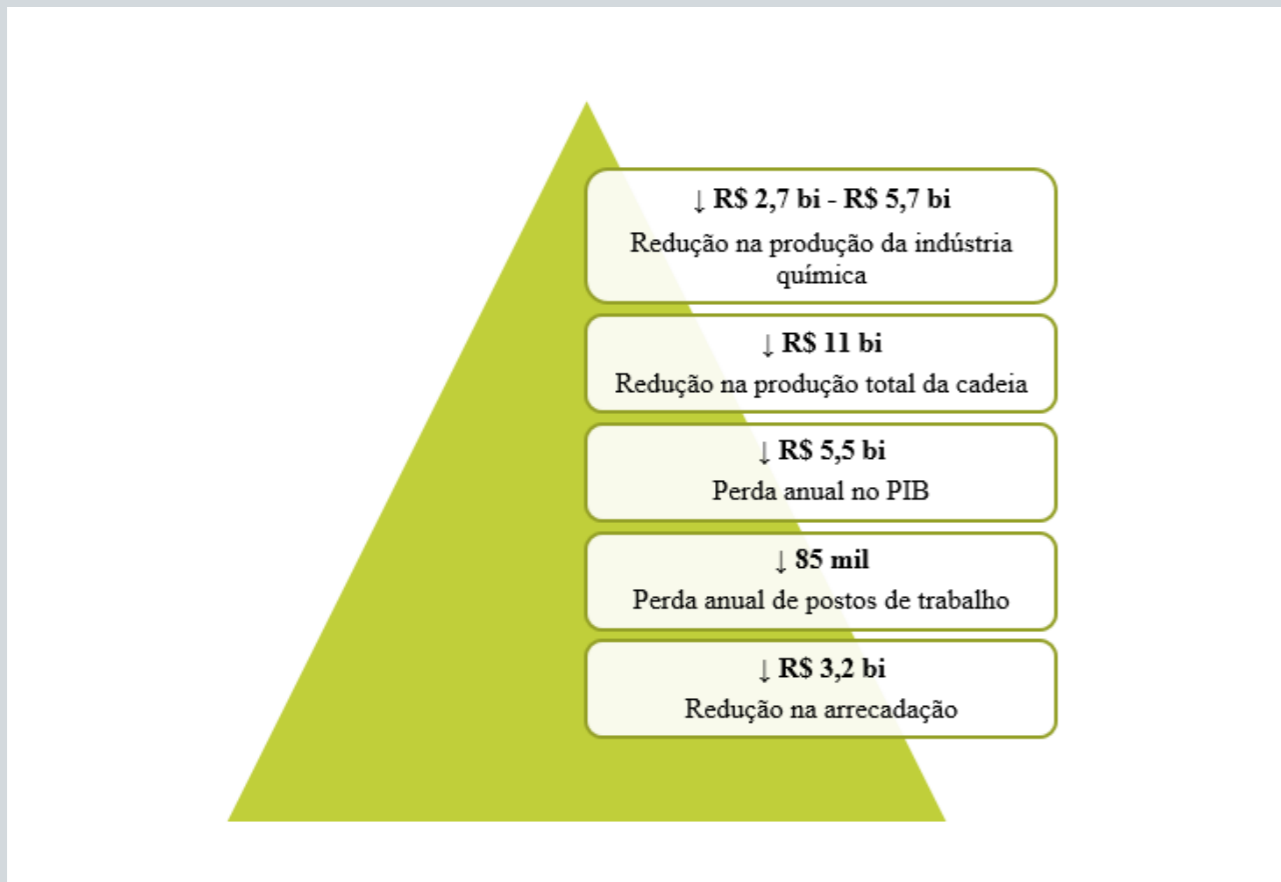 ↓ R$ 2,7 bi - R$ 5,7 bi
Redução na produção da indústria
química
↓ R$ 11 bi
Redução na produção total da cadeia
↓ R$ 5,5 bi
Perda anual no PIB
↓ 85 mil
Perda anual de postos de trabalho
↓ R$ 3,2 bi
Redução na arrecadação